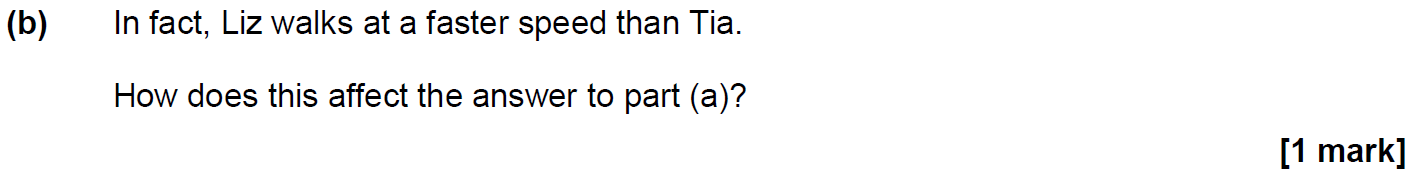 (b) In fact, Liz walks at a faster speed than Tia.
How does this affect the answer to part (a)?
[1 mark]